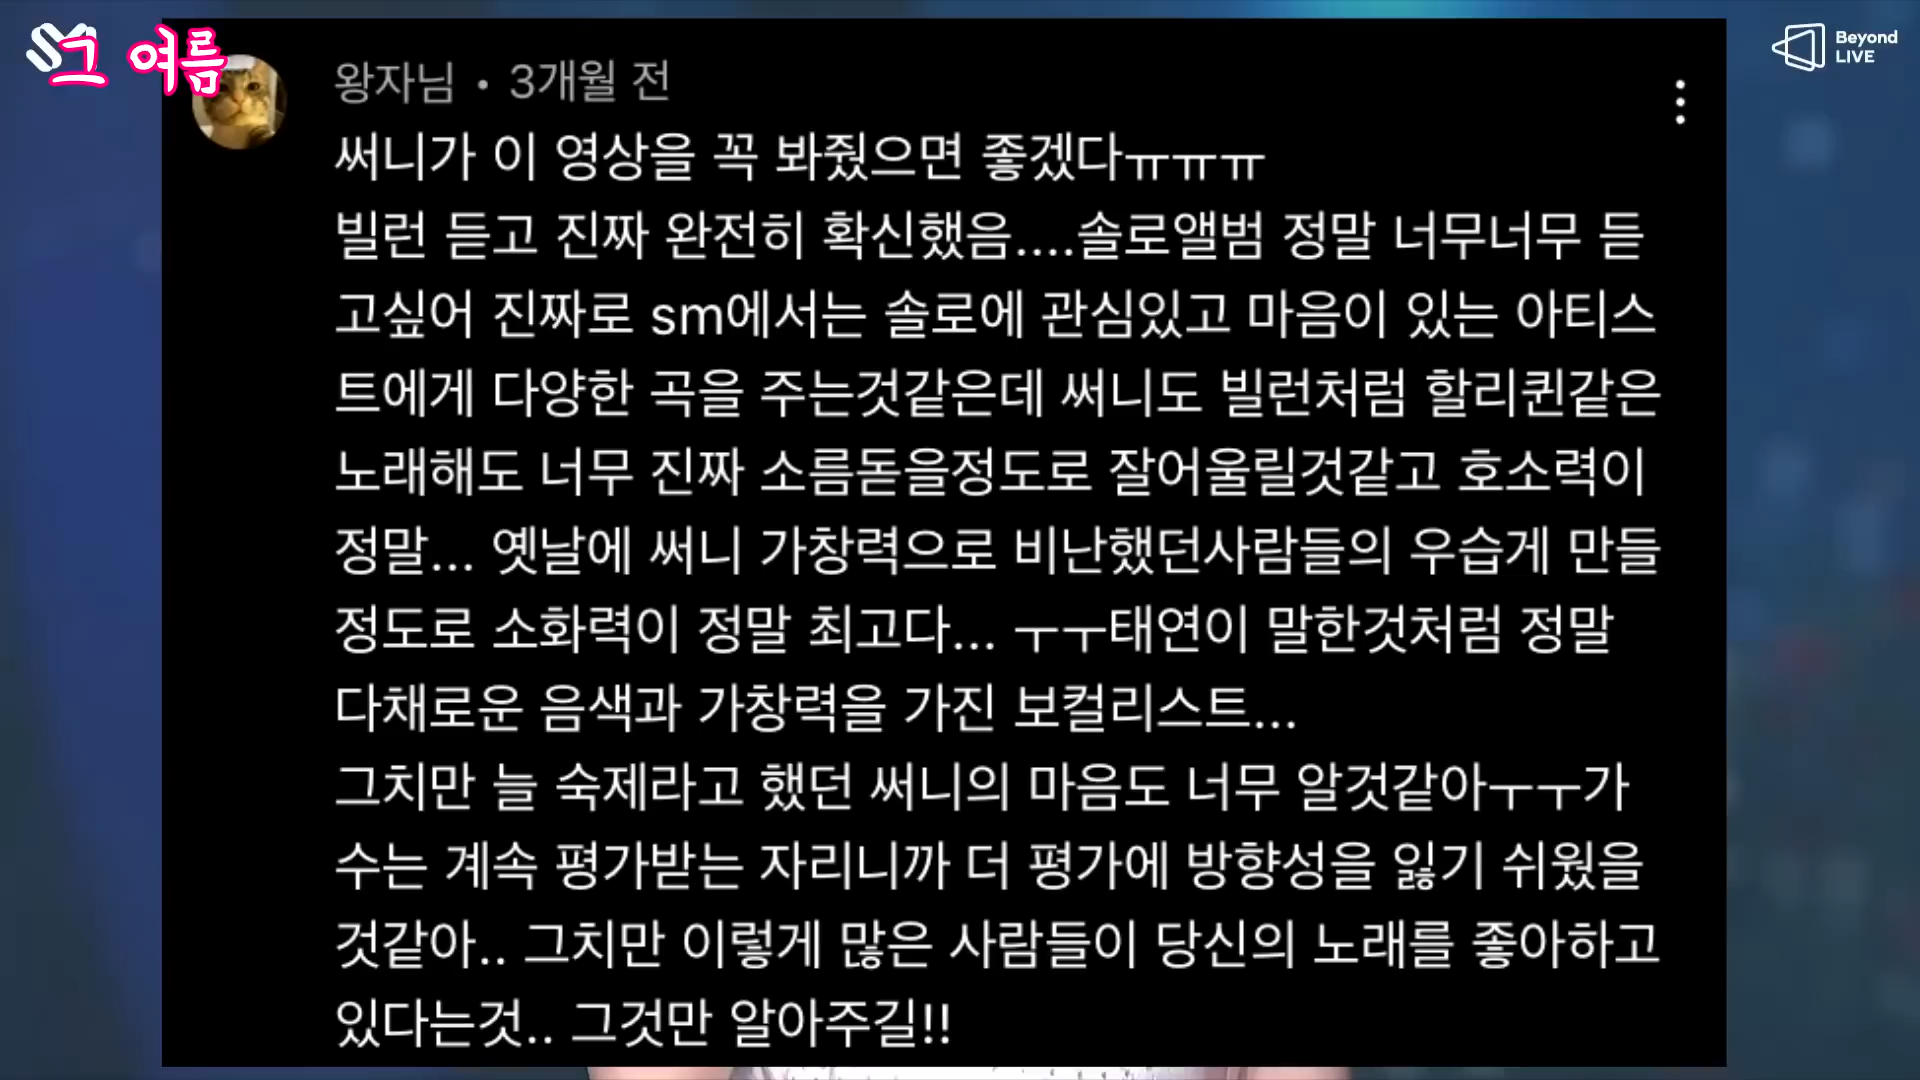 SM
그 여름
Beyond
LIVE
왕자님 • 3개월 전
써니가 이 영상을 꼭 봐줬으면 좋겠다ㅠㅠㅠ
빌런 듣고 진짜 완전히 확신했음....솔로앨범 정말 너무너무 듣
고싶어 진짜로 sm에서는 솔로에 관심있고 마음이 있는 아티스
트에게 다양한 곡을 주는것같은데 써니도 빌런처럼 할리퀸같은
노래해도 너무 진짜 소름돋을정도로 잘어울릴것같고 호소력이
정말... 옛날에 써니 가창력으로 비난했던사람들의 우습게 만들
정도로 소화력이 정말 최고다... ㅜㅜ태연이 말한것처럼 정말
다채로운 음색과 가창력을 가진 보컬리스트...
그치만 늘 숙제라고 했던 써니의 마음도 너무 알것같아ㅜㅜ가
수는 계속 평가받는 자리니까 더 평가에 방향성을 잃기 쉬웠을
것같아.. 그치만 이렇게 많은 사람들이 당신의 노래를 좋아하고
있다는것.. 그것만 알아주길!!